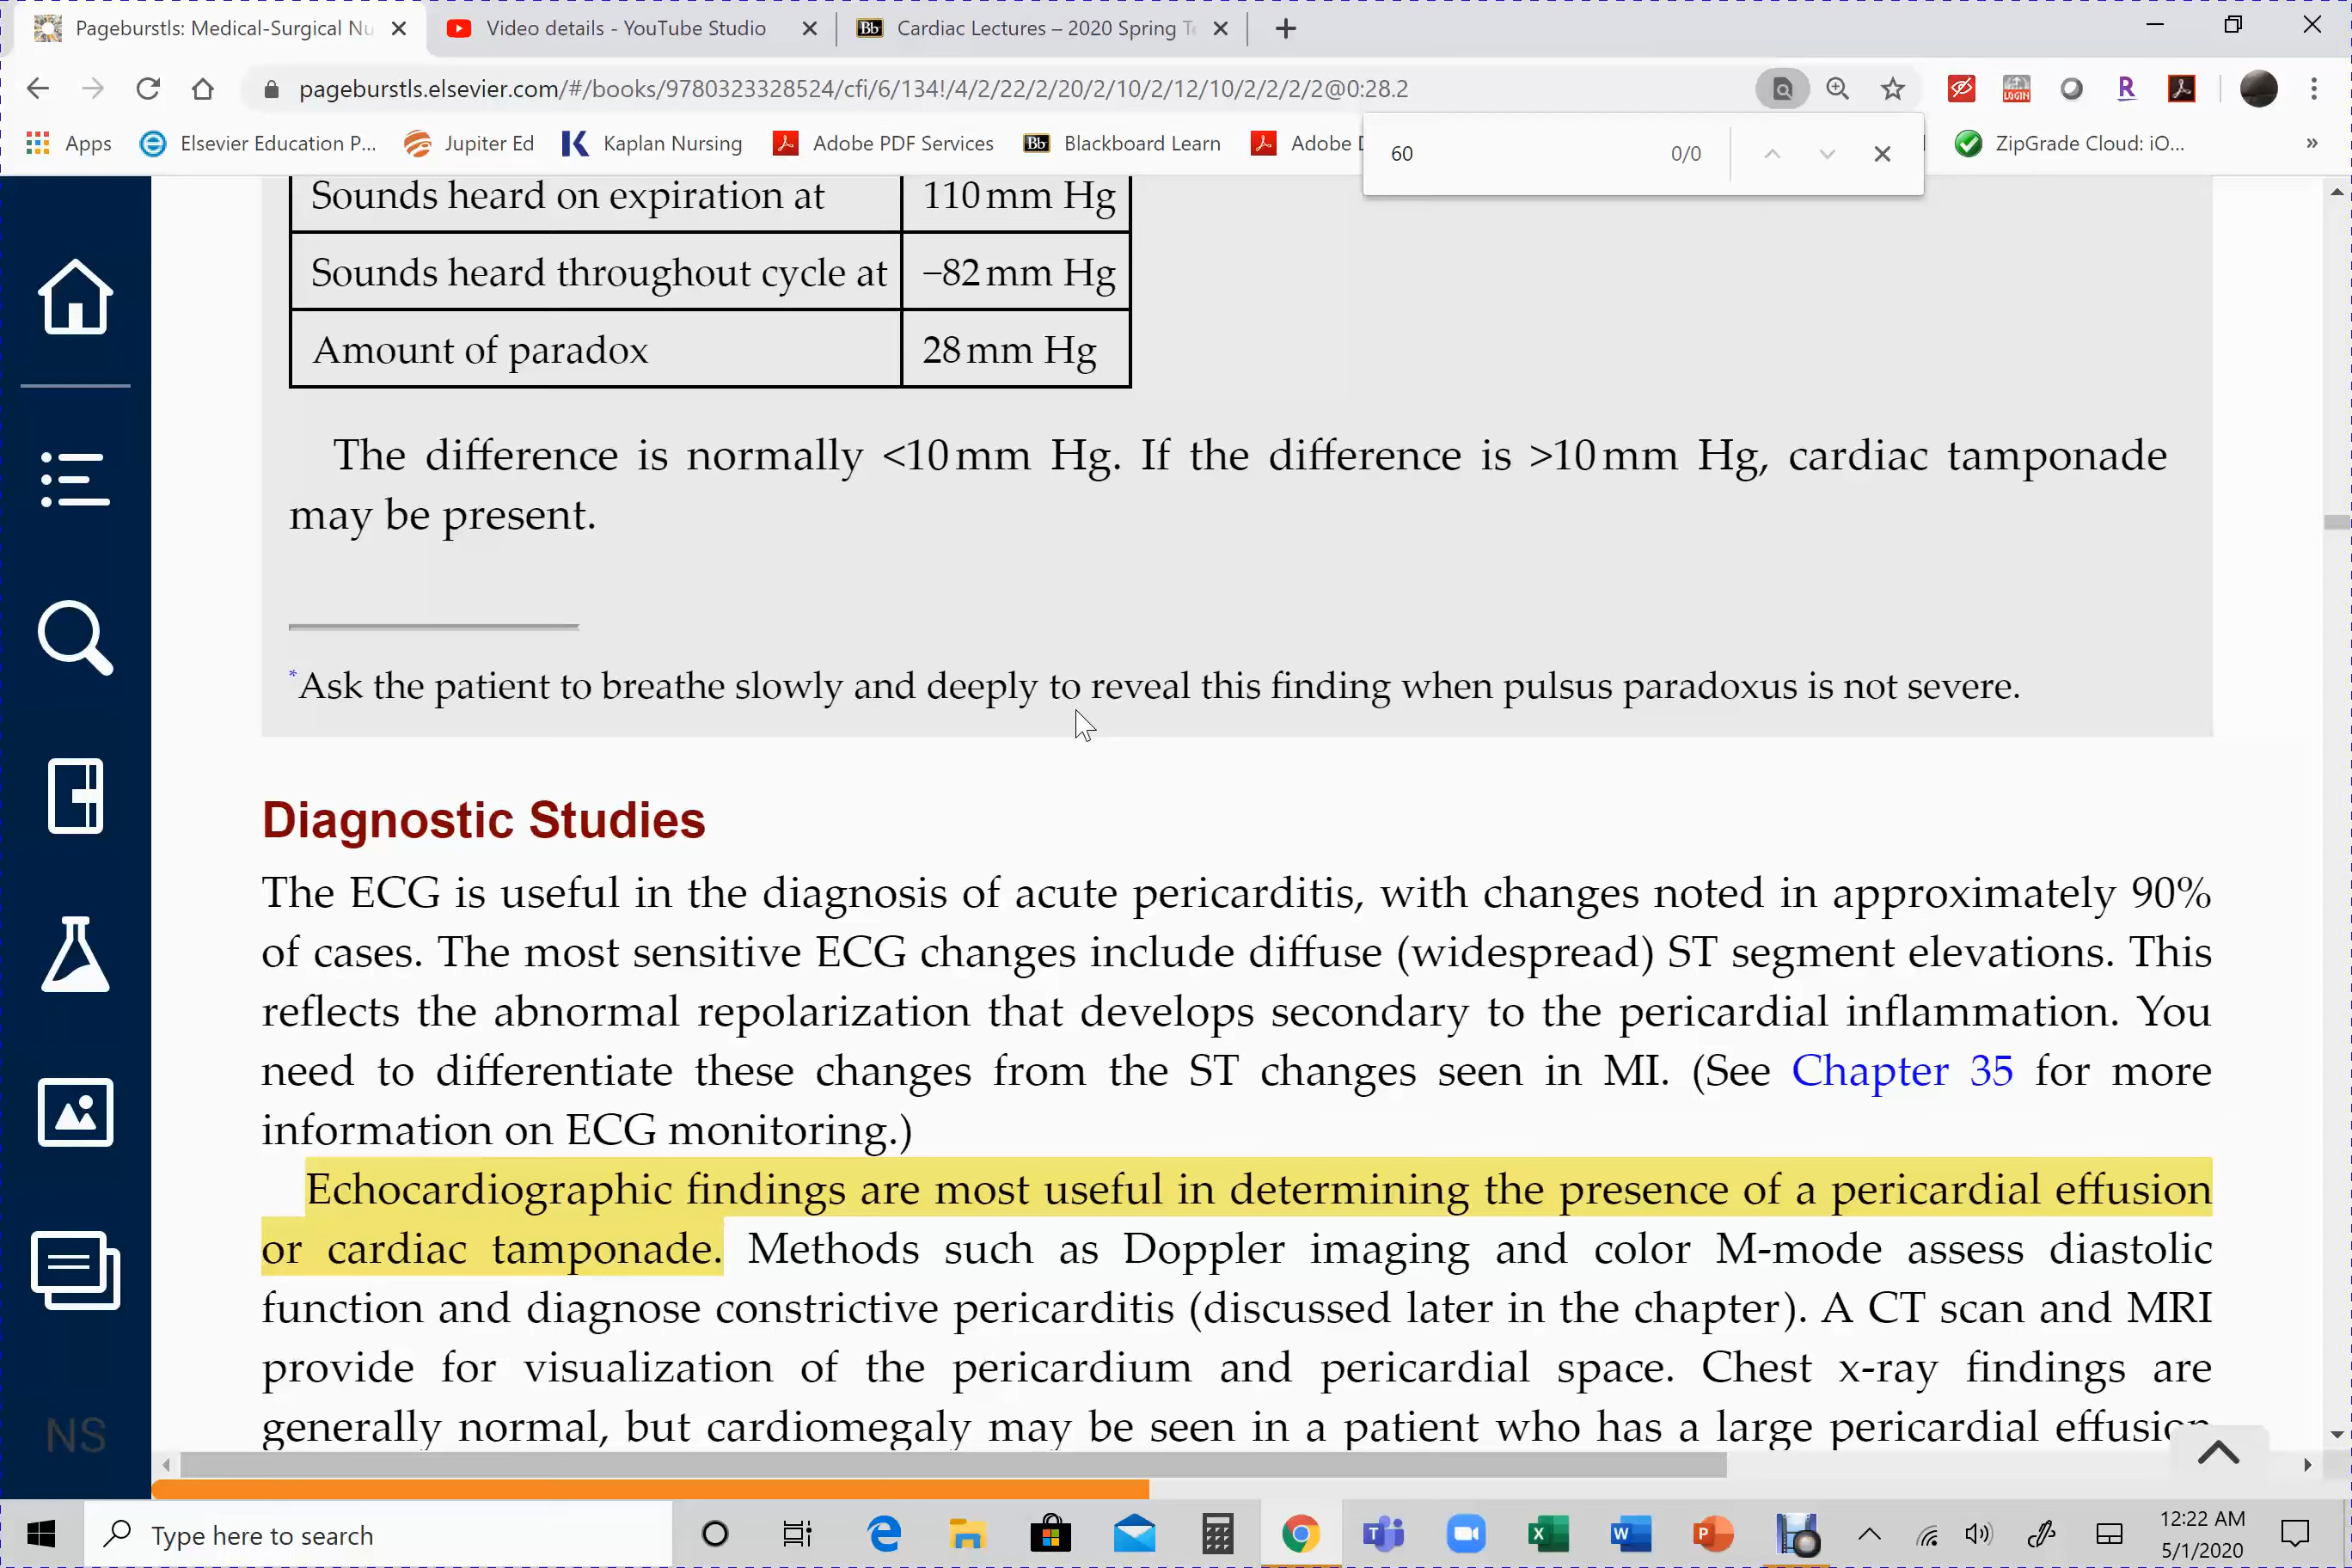 Pageburstls: Medical-Surgical Nu
Video details - YouTube Studio
Bb Cardiac Lectures – 2020 Spring Te
pageburstls.elsevier.com/#/books/9780323328524/cfi/6/134!/4/2/22/2/20/2/10/2/12/10/2/2/2/2@0:28.2
LOGIN
R
Apps
Elsevier Education P...
Jupiter Ed
K Kaplan Nursing
Adobe PDF Services
Bb Blackboard Learn
Adobe D
60 0/0
ZipGrade Cloud: iO...
»
Sounds heard on expiration at 110 mm Hg
Sounds heard throughout cycle at –82 mm Hg
Amount of paradox 28 mm Hg
The difference is normally <10 mm Hg. If the difference is >10 mm Hg, cardiac tamponade
may be present.
*Ask the patient to breathe slowly and deeply to reveal this finding when pulsus paradoxus is not severe.
Diagnostic Studies
The ECG is useful in the diagnosis of acute pericarditis, with changes noted in approximately 90%
of cases. The most sensitive ECG changes include diffuse (widespread) ST segment elevations. This
reflects the abnormal repolarization that develops secondary to the pericardial inflammation. You
need to differentiate these changes from the ST changes seen in MI. (See Chapter 35 for more
information on ECG monitoring.)
Echocardiographic findings are most useful in determining the presence of a pericardial effusion
or cardiac tamponade. Methods such as Doppler imaging and color M-mode assess diastolic
function and diagnose constrictive pericarditis (discussed later in the chapter). A CT scan and MRI
provide for visualization of the pericardium and pericardial space. Chest x-ray findings are
generally normal, but cardiomegaly may be seen in a patient who has a large pericardial effusion
NS
Type here to search
12:22 AM
5/1/2020